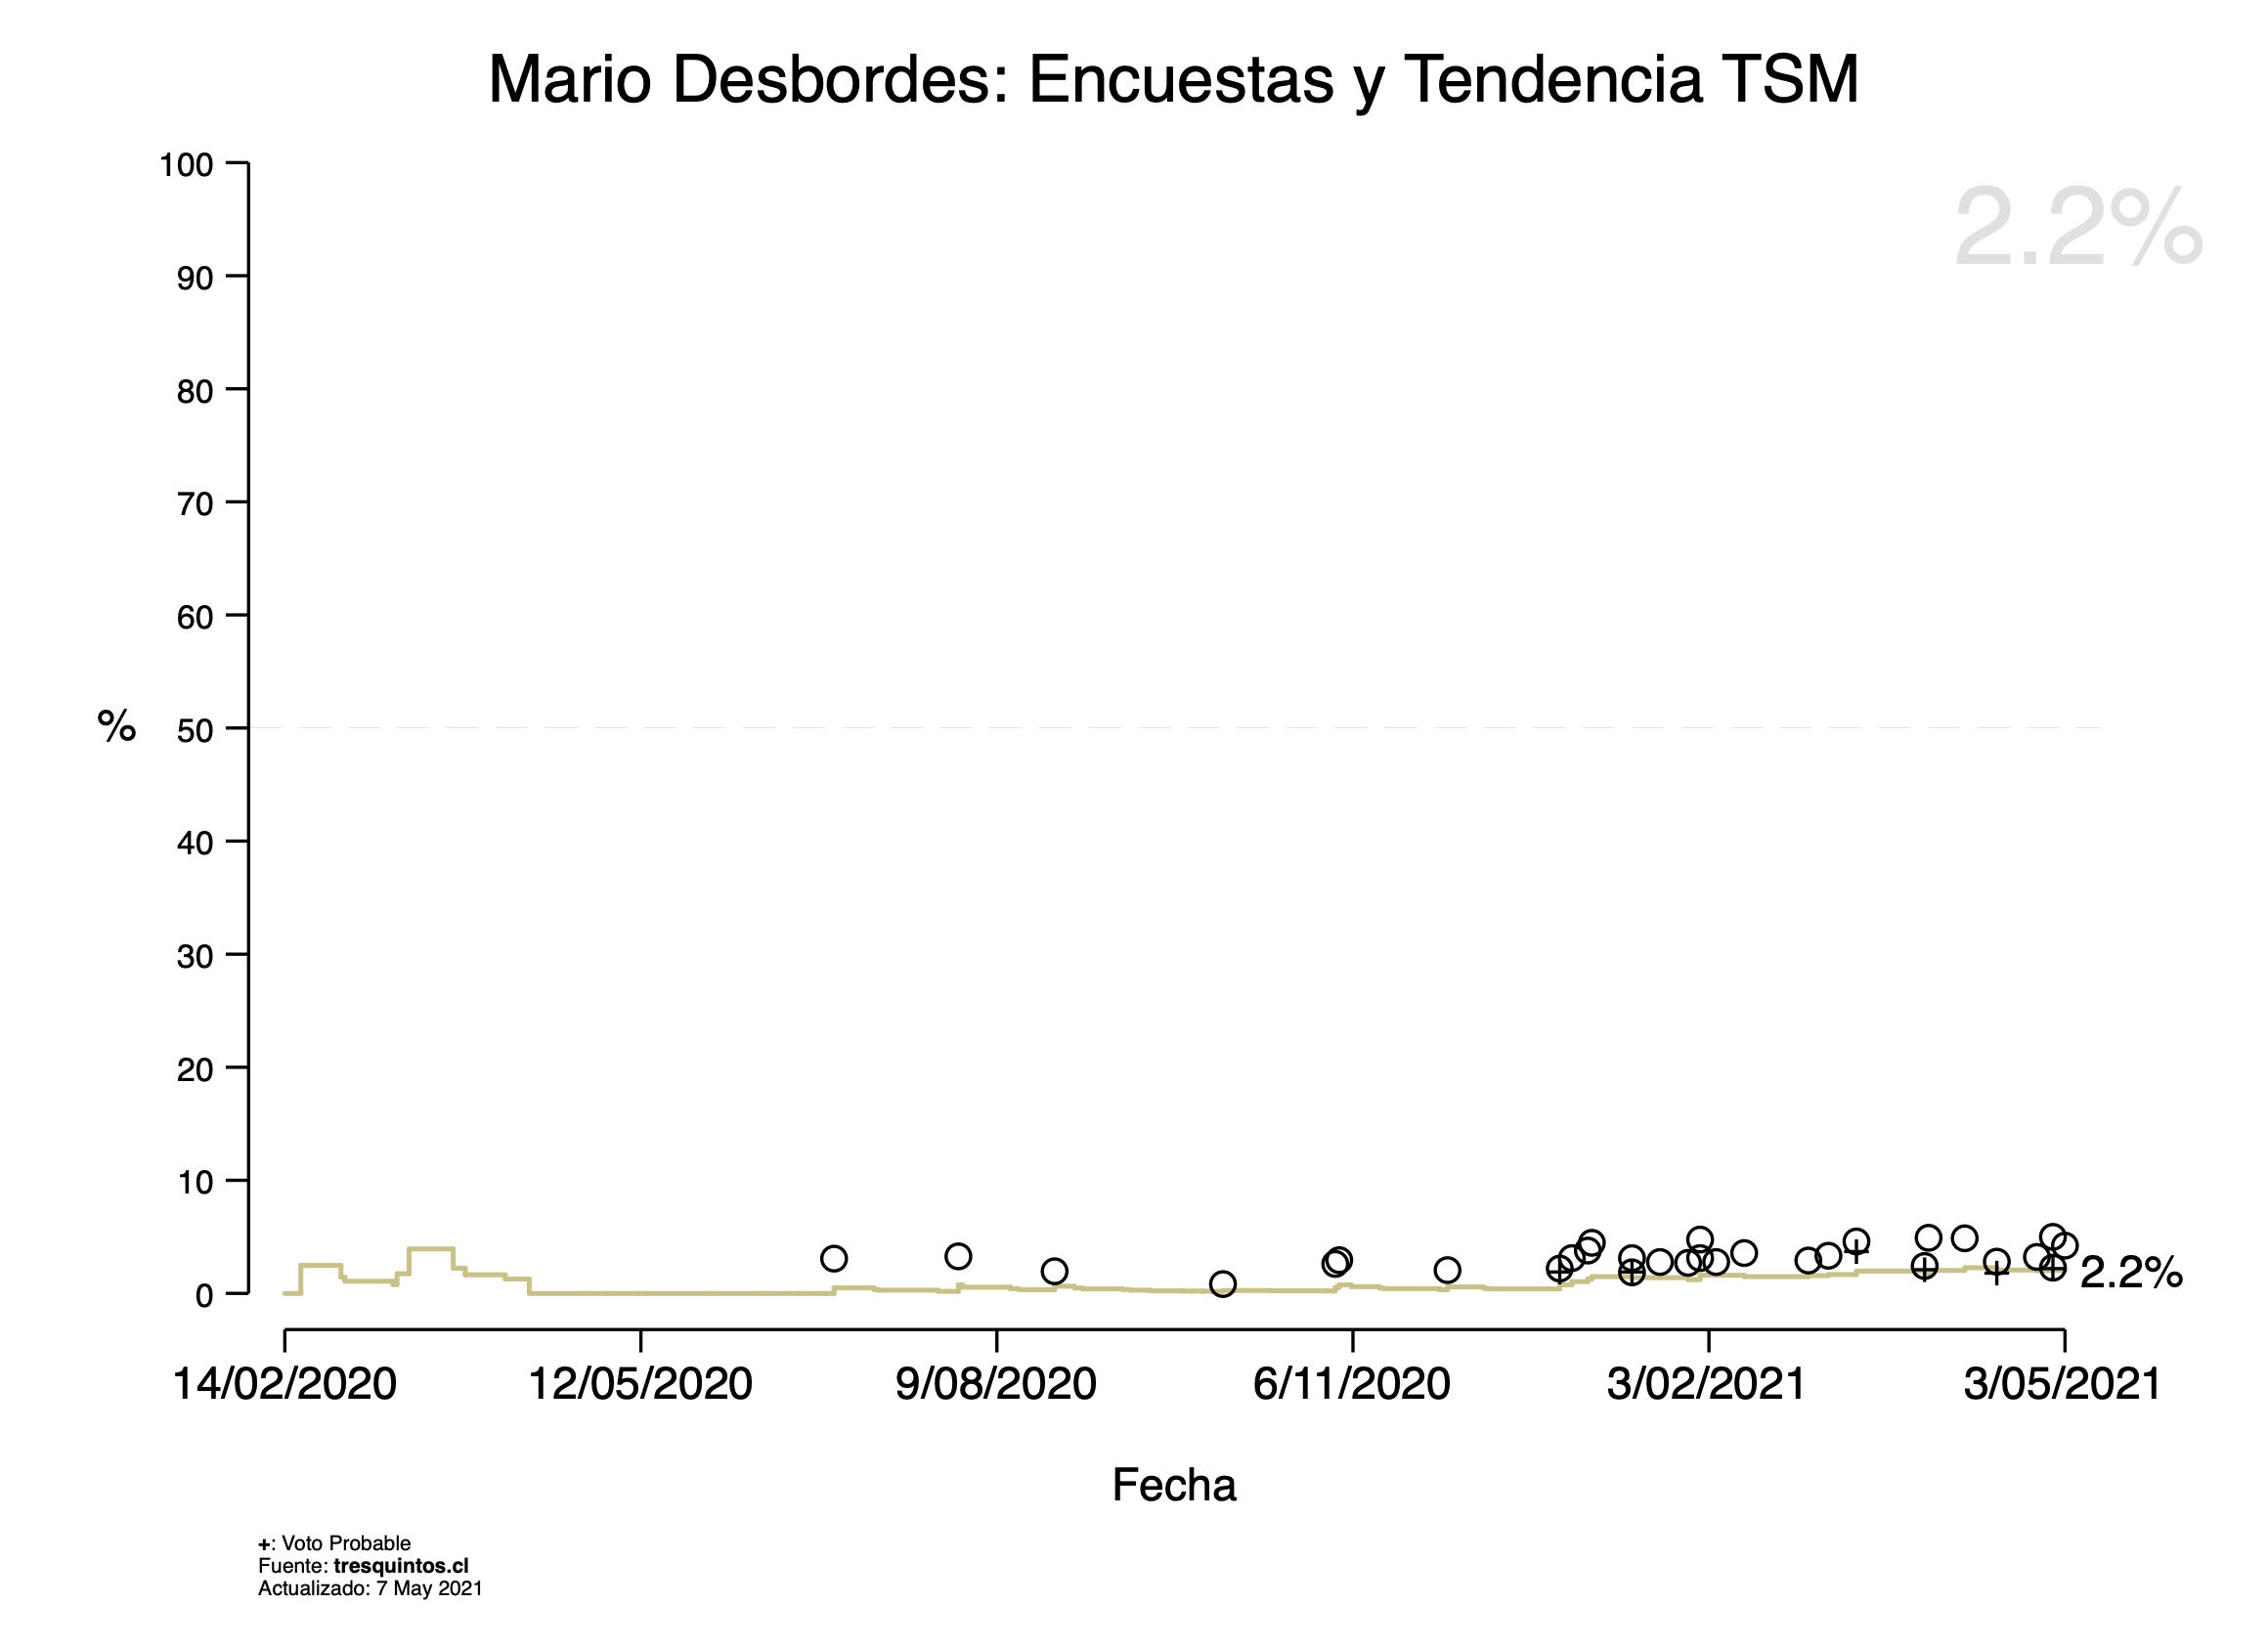 Mario Desbordes: Encuestas y Tendencia TSM
2.2%
100
90
80
70
60
50
40
30
20
10
0
%
2.2%
14/02/2020 12/05/2020 9/08/2020 6/11/2020 3/02/2021 3/05/2021
Fecha
+: Voto Probable
Fuente: tresquintos.cl
Actualizado: 7 May 2021